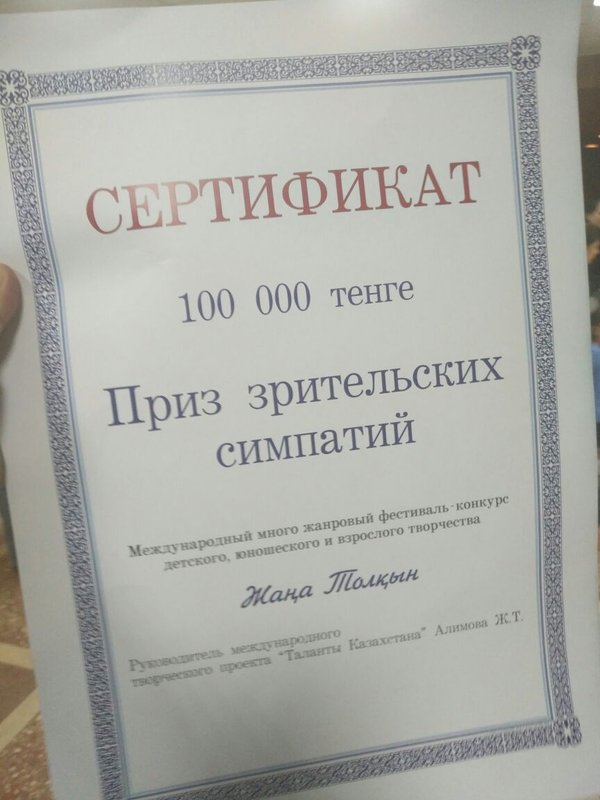 СЕРТИФИКАТ
100 000 тенге
Приз зрительских
симпатий
Международный много жанровый фестиваль-конкурс
детского, юношеского и взрослого творчества
Жаңа Толқын
Руководитель международного
творческого проекта "Таланты Казахстана" Алимова Ж.Т.